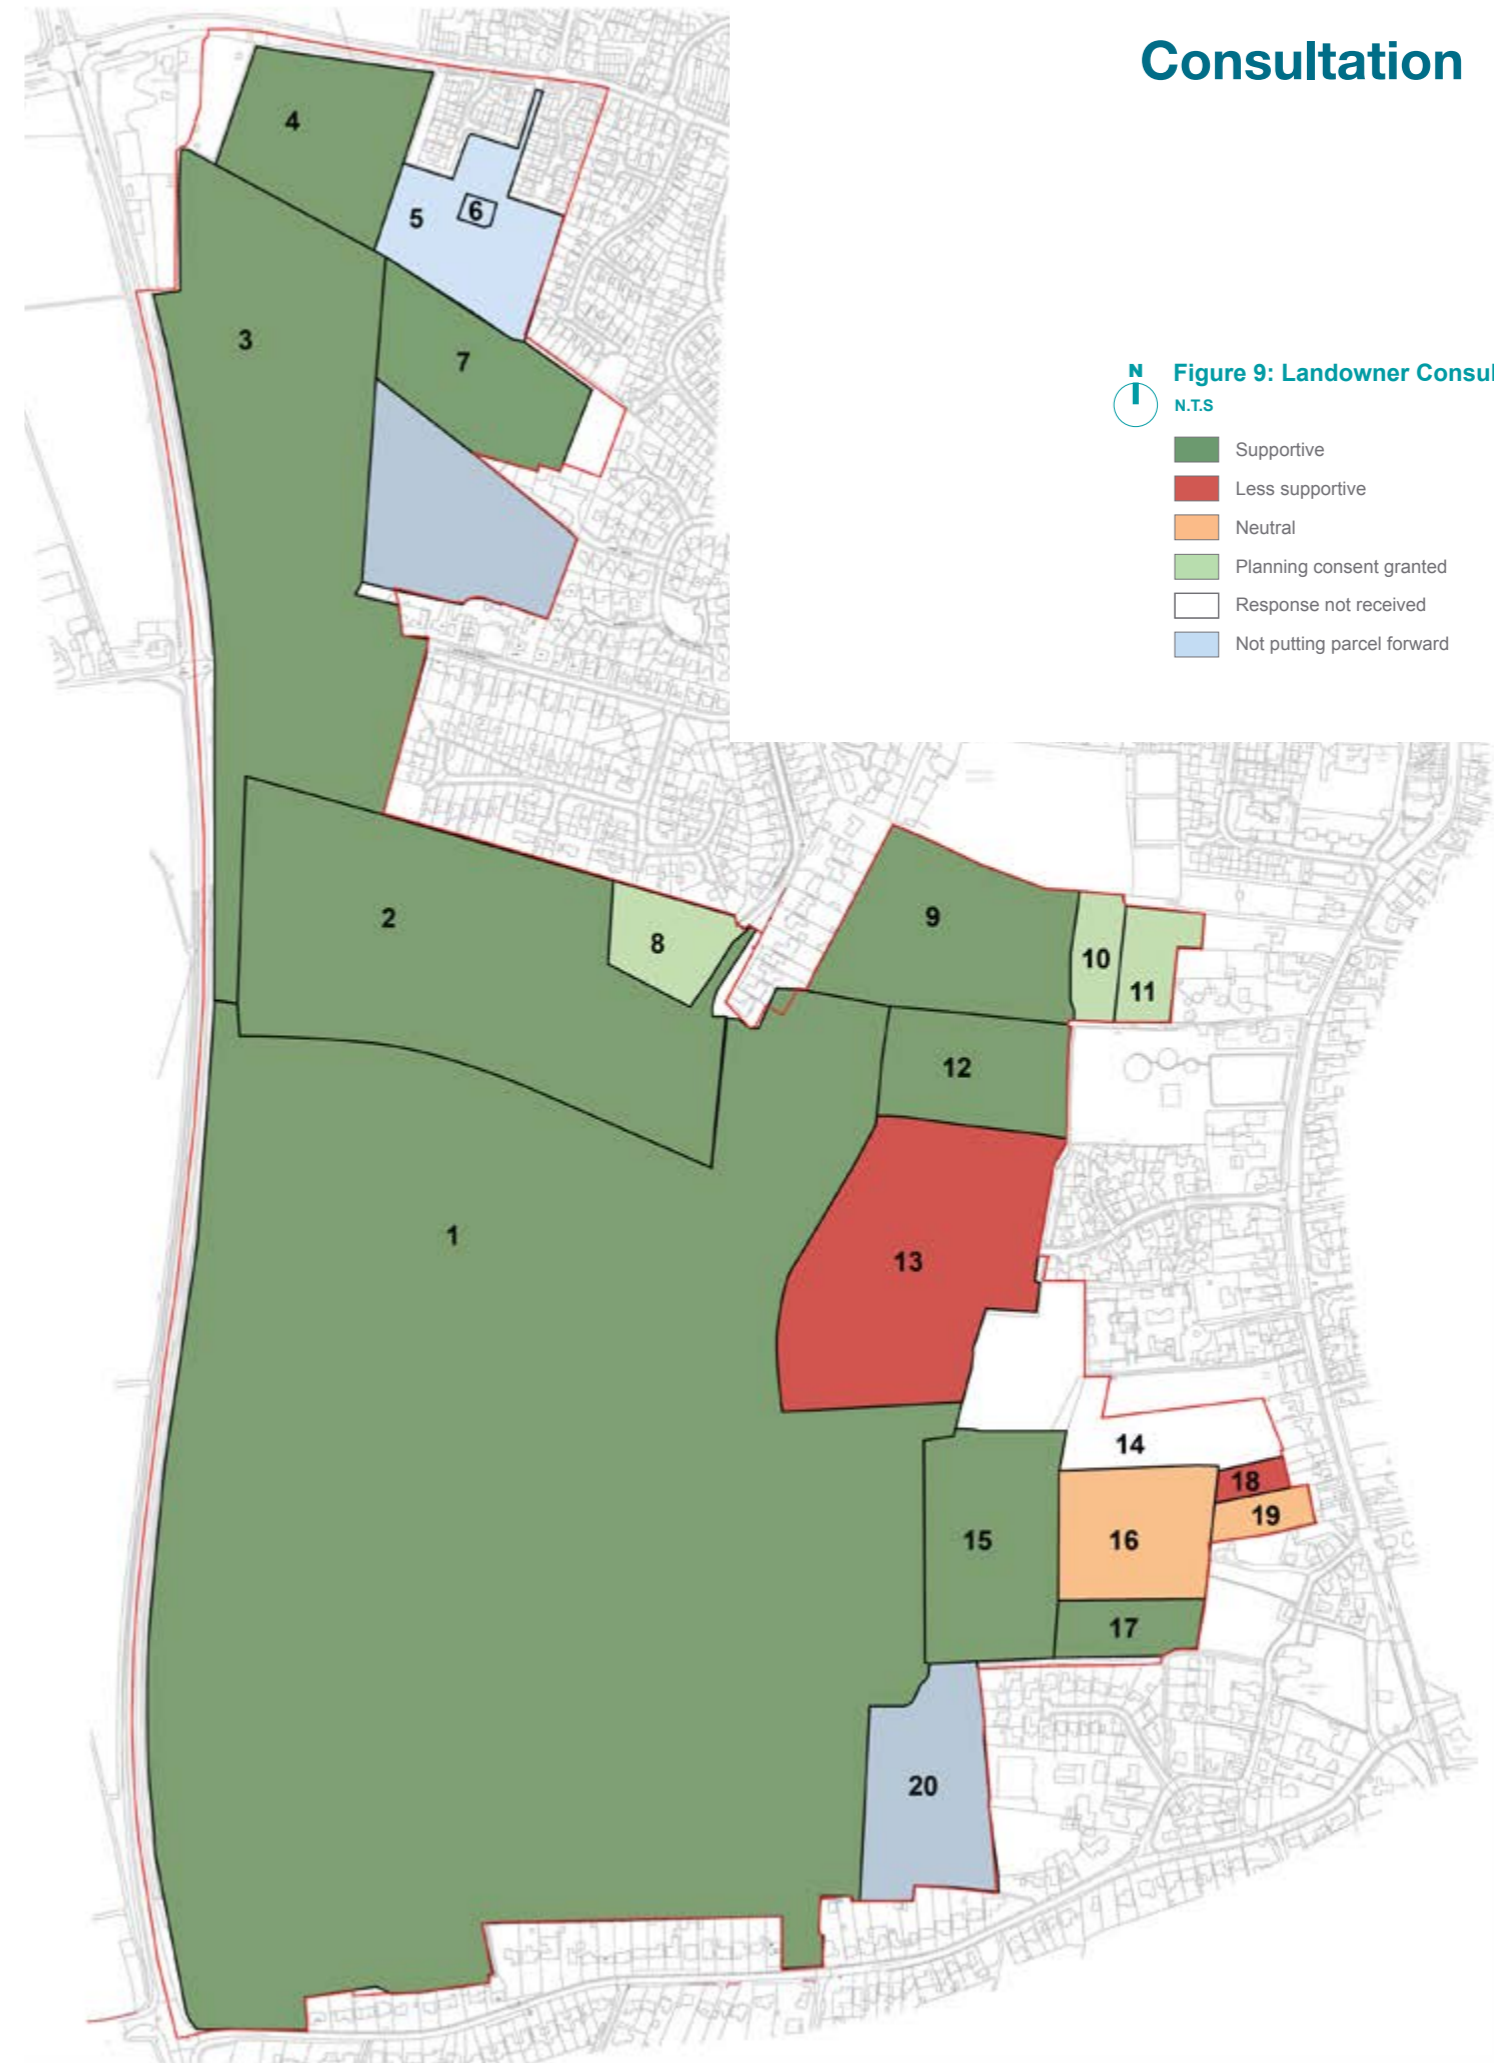 Consultation
N
Figure 9: Landowner Consul
N.T.S
Supportive
Less supportive
Neutral
Planning consent granted
Response not received
Not putting parcel forward
4
5
6
3
7
2
8
9
10
11
12
1
13
14
18
19
15
16
17
20